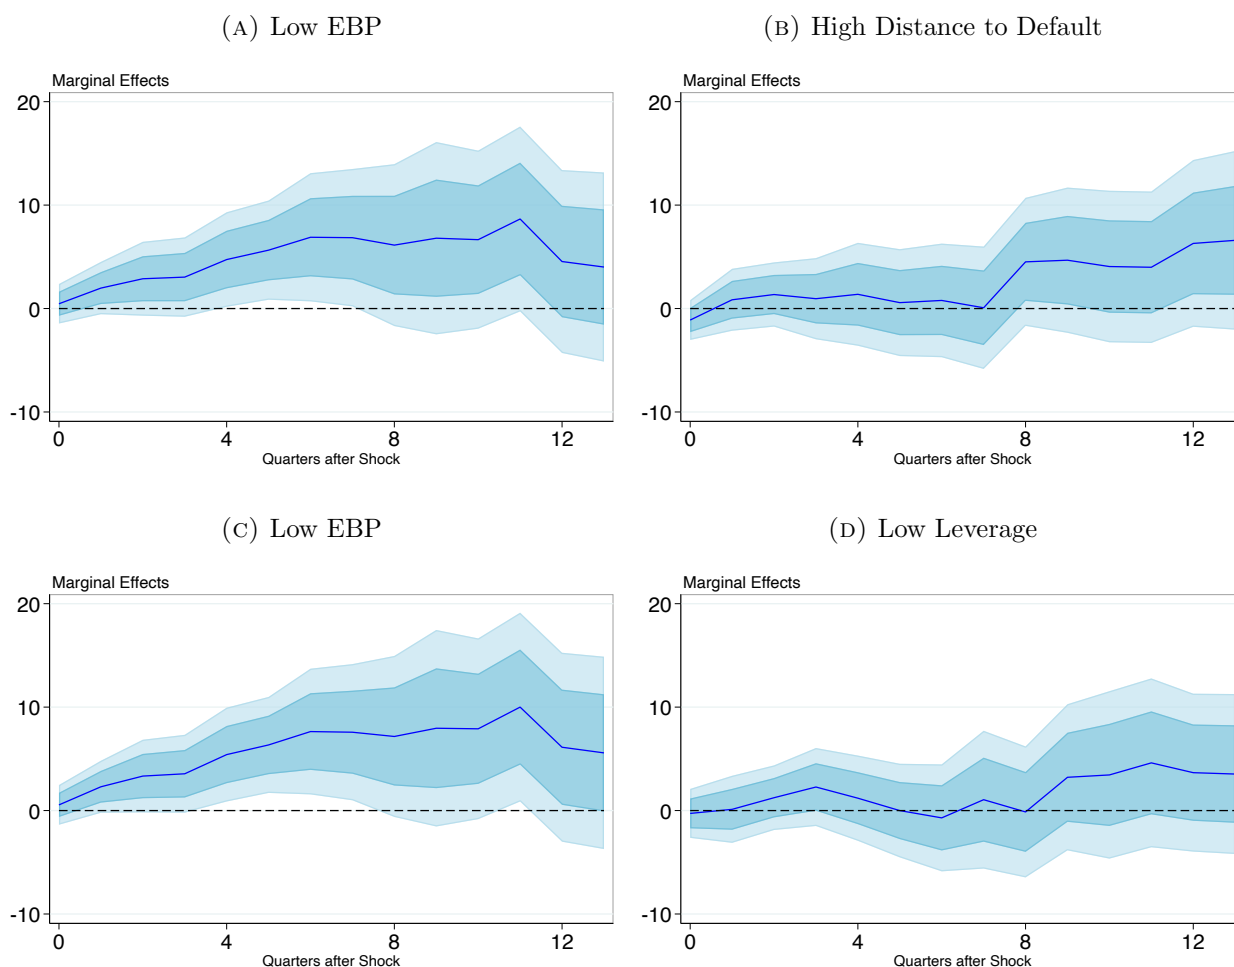 (A) Low EBP
Marginal Effects
20
10
0
-10
0 4 8 12
Quarters after Shock
(B) High Distance to Default
Marginal Effects
20
10
0
-10
0 4 8 12
Quarters after Shock
(C) Low EBP
Marginal Effects
20
10
0
-10
0 4 8 12
Quarters after Shock
(D) Low Leverage
Marginal Effects
20
10
0
-10
0 4 8 12
Quarters after Shock